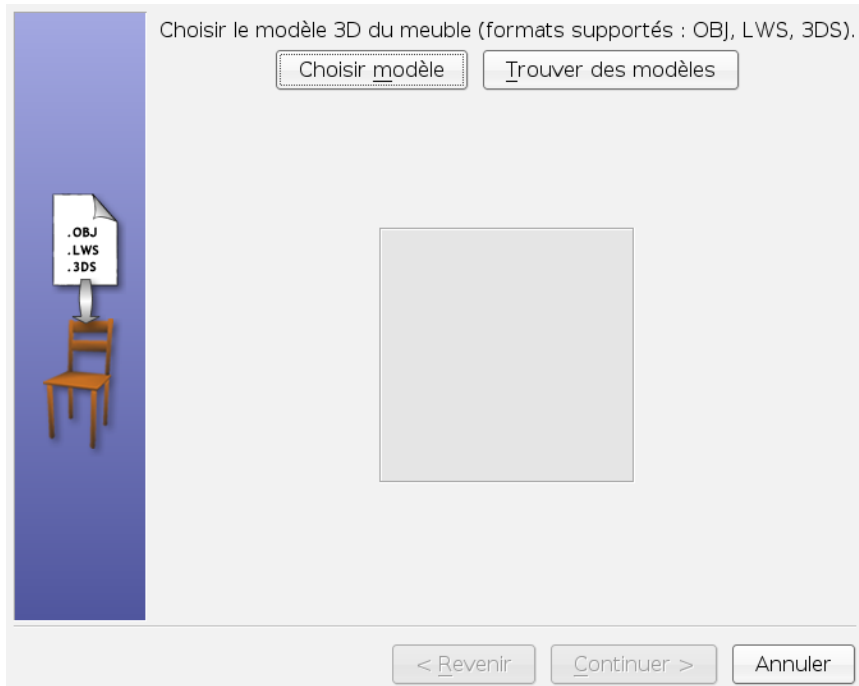 Choisir le modèle 3D du meuble (formats supportés : OBJ, LWS, 3DS).
Choisir modèle
Trouver des modèles
.OBJ
.LWS
.3DS
< Revenir
Continuer >
Annuler